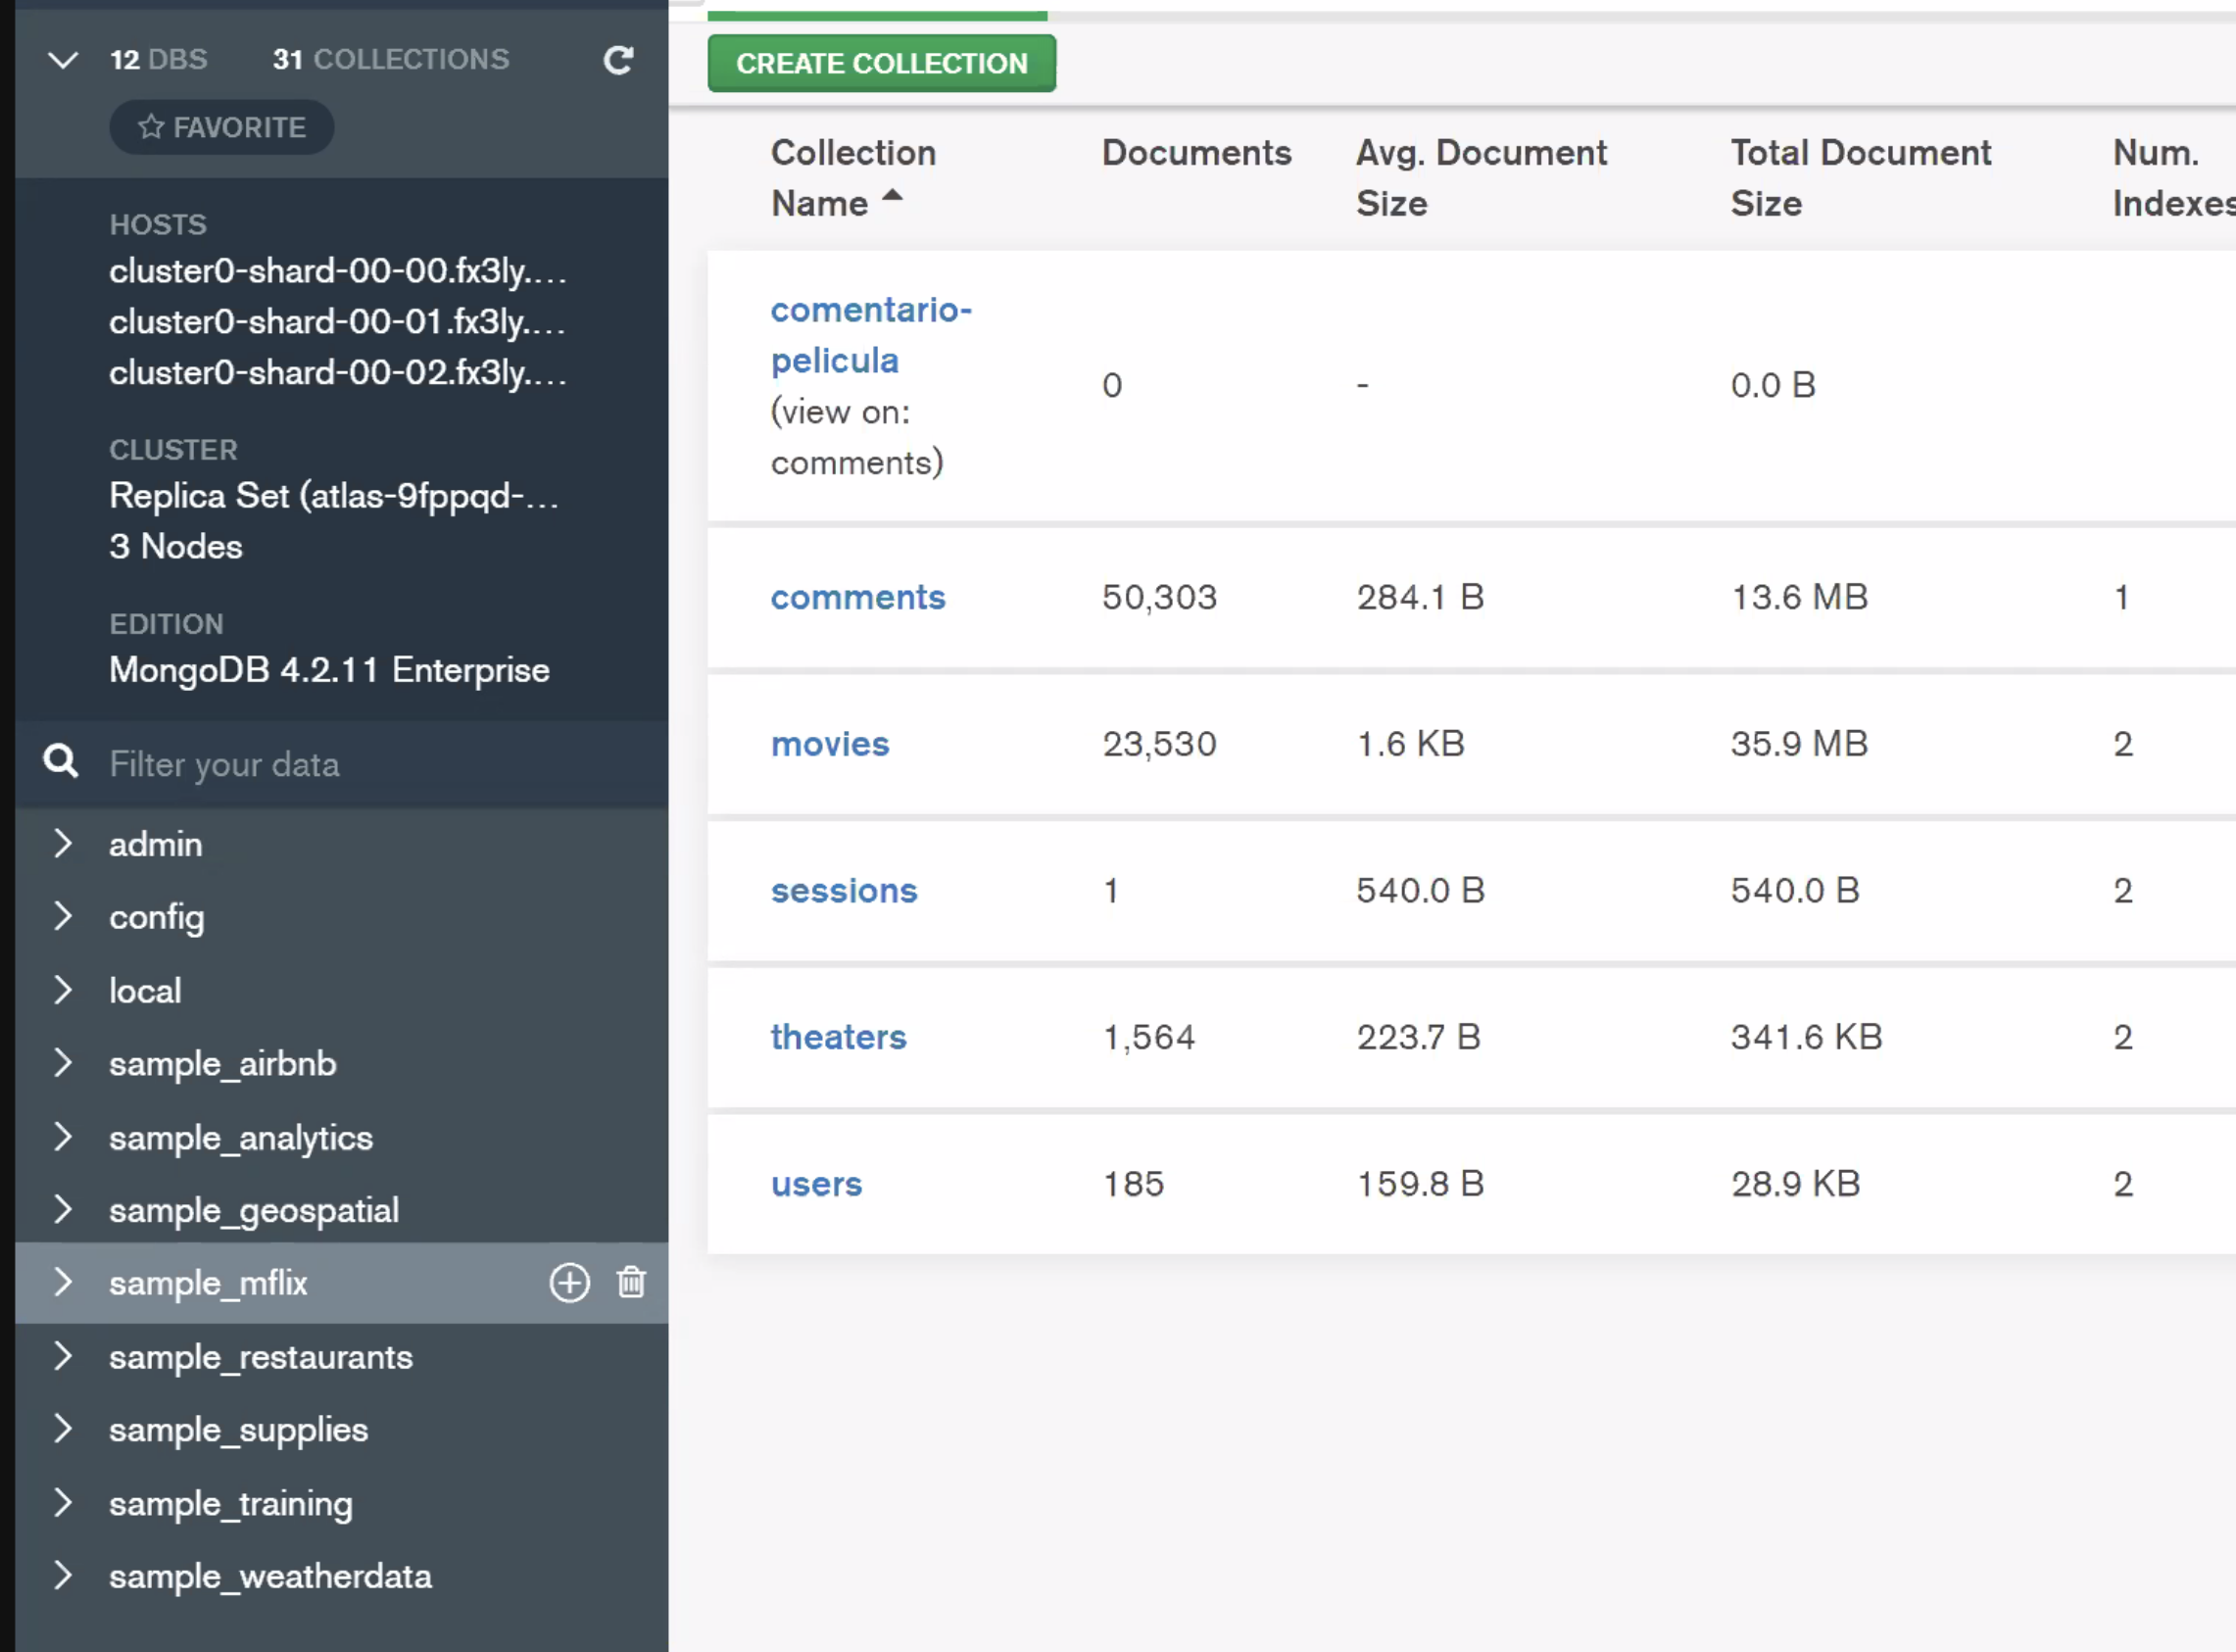 12 DBS 31 COLLECTIONS
FAVORITE
HOSTS
cluster0-shard-00-00.fx3ly....
cluster0-shard-00-01.fx3ly....
cluster0-shard-00-02.fx3ly....
CLUSTER
Replica Set (atlas-9fppqd-...
3 Nodes
EDITION
MongoDB 4.2.11 Enterprise
Filter your data
admin
config
local
sample_airbnb
sample_analytics
sample_geospatial
sample_mflix
sample_restaurants
sample_supplies
sample_training
sample_weatherdata
CREATE COLLECTION
Collection Documents Avg. Document Total Document Num.
Name Size Size Indexes
comentario-
pelicula
(view on:
comments)
0 - 0.0 B
comments 50,303 284.1 B 13.6 MB 1
movies 23,530 1.6 KB 35.9 MB 2
sessions 1 540.0 B 540.0 B 2
theaters 1,564 223.7 B 341.6 KB 2
users 185 159.8 B 28.9 KB 2